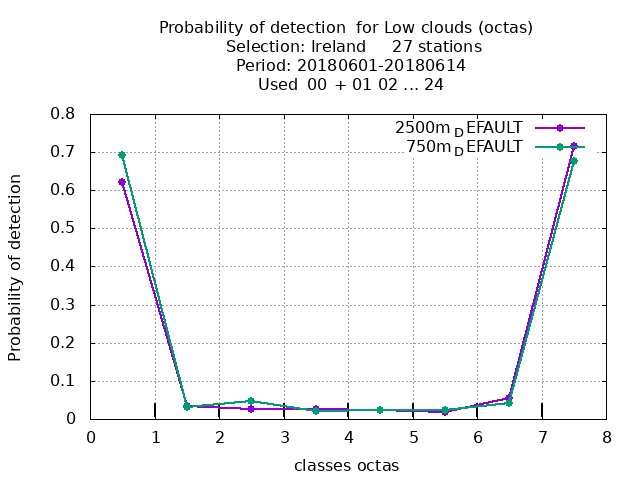 Probability of detection  for Low clouds (octas)
Selection: Ireland     27 stations
Period: 20180601-20180614
Used  00  + 01 02 ... 24
2500m_DEFAULT
750m_DEFAULT
0.8
0.7
0.6
0.5
0.4
0.3
0.2
0.1
0
Probability of detection
0 1 2 3 4 5 6 7 8
classes octas